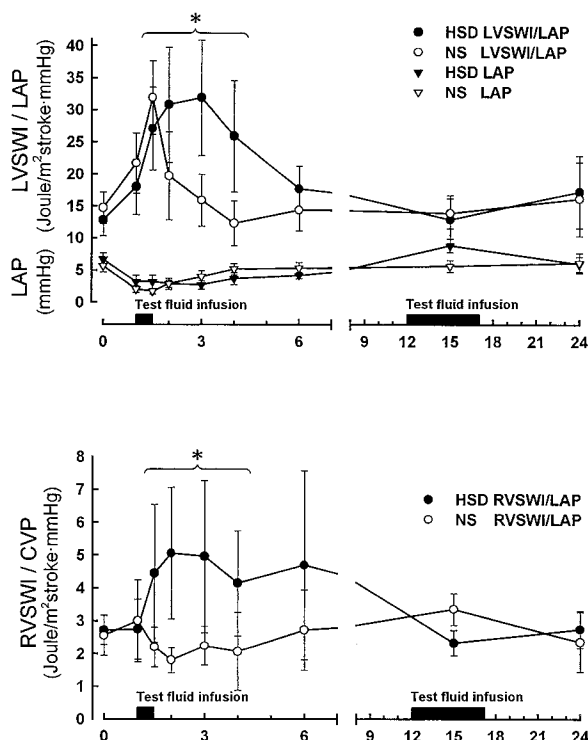 *
HSD LVSWI/LAP
NS LVSWI/LAP
HSD LAP
NS LAP
LVSWI / LAP
(Joule/m²stroke·mmHg)
LAP
(mmHg)
40
35
30
25
20
15
10
5
0
Test fluid infusion
Test fluid infusion
0 3 6 9 12 15 18 21 24
*
HSD RVSWI/LAP
NS RVSWI/LAP
RVSWI / CVP
(Joule/m²stroke·mmHg)
8
7
6
5
4
3
2
1
0
Test fluid infusion
Test fluid infusion
0 3 6 9 12 15 18 21 24